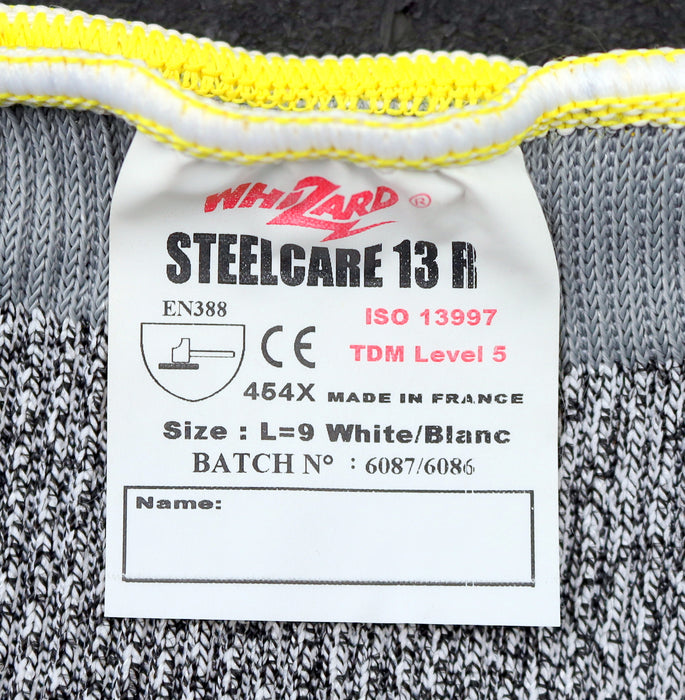 WHIZARD ®
STEELCARE 13 R
EN388
CE
ISO 13997
TDM Level 5
454X MADE IN FRANCE
Size : L=9 White/Blanc
BATCH N° : 6087/6086
Name: